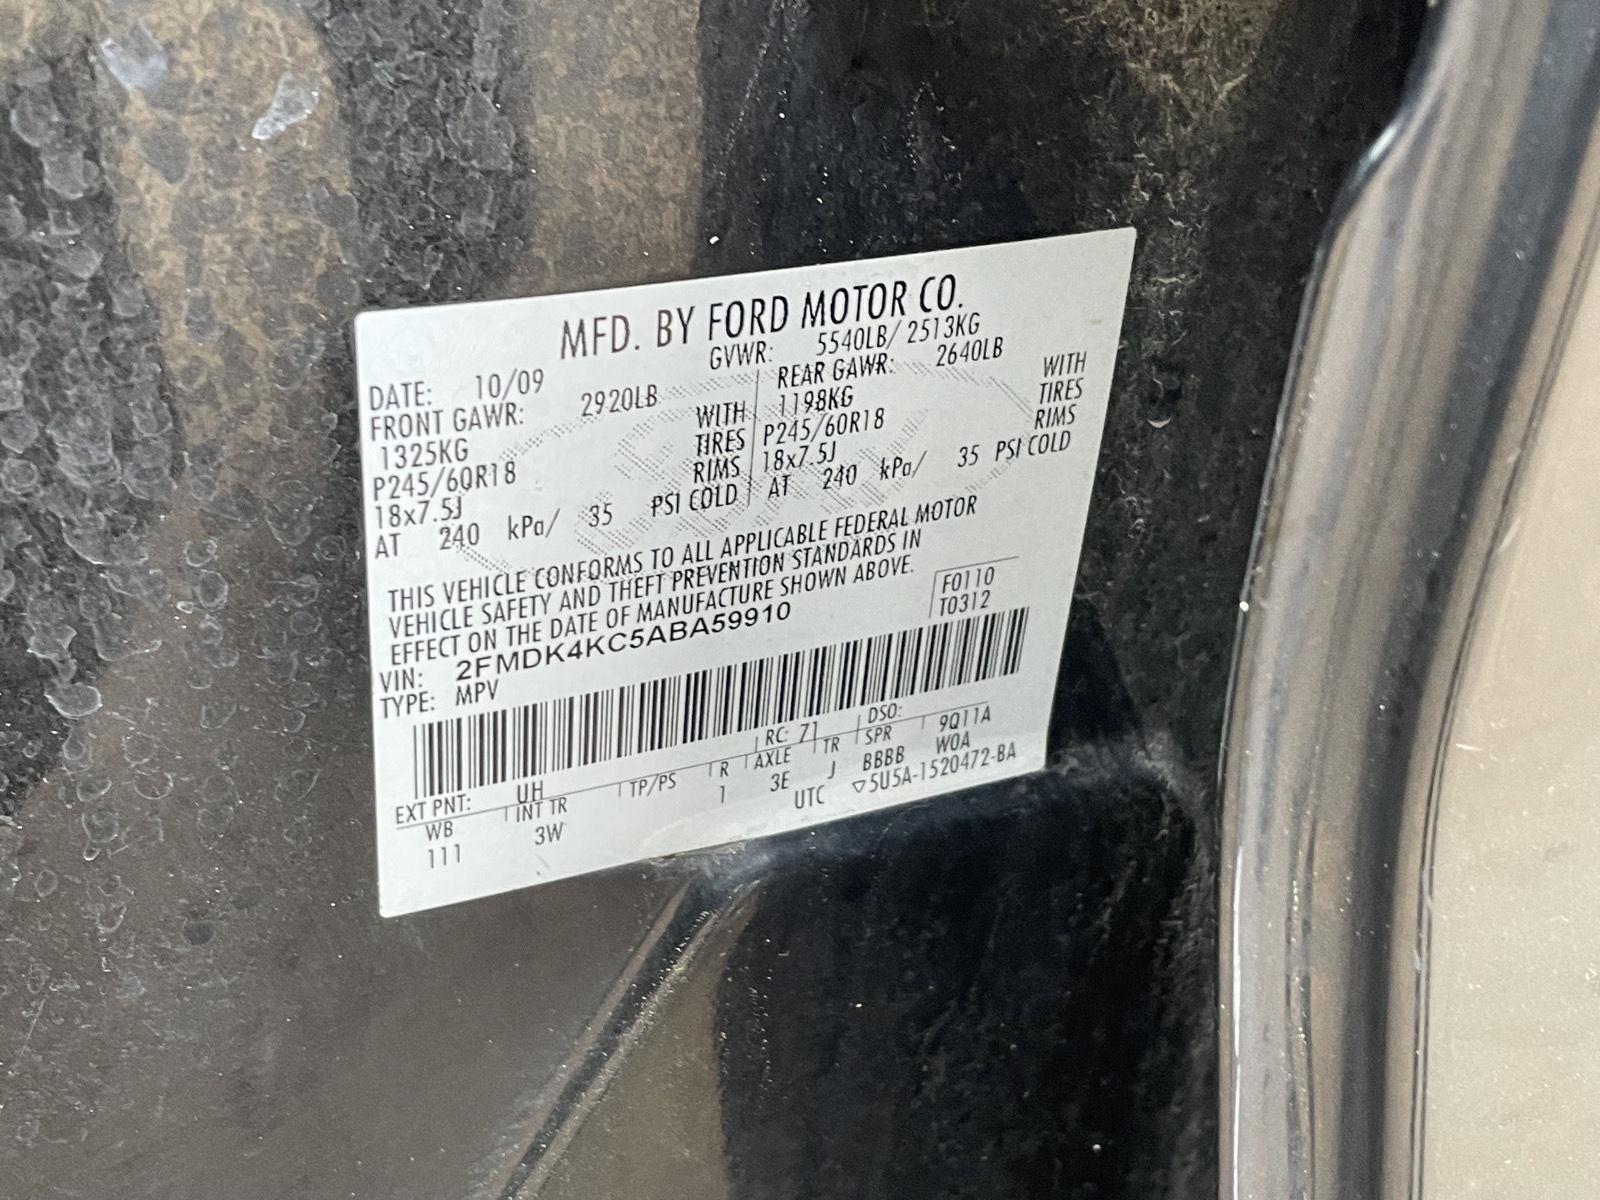 MFD. BY FORD MOTOR CO.
DATE: 10/09 GVWR: 5540LB/ 2513KG
FRONT GAWR: 2920LB REAR GAWR: 2640LB
1325KG WITH 1198KG WITH
P245/60R18 TIRES P245/60R18 TIRES
18x7.5J RIMS 18x7.5J RIMS
AT 240 kPa/ 35 PSI COLD AT 240 kPa/ 35 PSI COLD
THIS VEHICLE CONFORMS TO ALL APPLICABLE FEDERAL MOTOR
VEHICLE SAFETY AND THEFT PREVENTION STANDARDS IN
EFFECT ON THE DATE OF MANUFACTURE SHOWN ABOVE.
F0110
T0312
VIN: 2FMDK4KC5ABA59910
TYPE: MPV
EXT PNT: UH RC: 71 DSO:
WB INT TR TP/PS R AXLE TR SPR 9Q11A
111 3W 1 3E J BBBB W0A
UTC ▽5U5A-1520472-BA